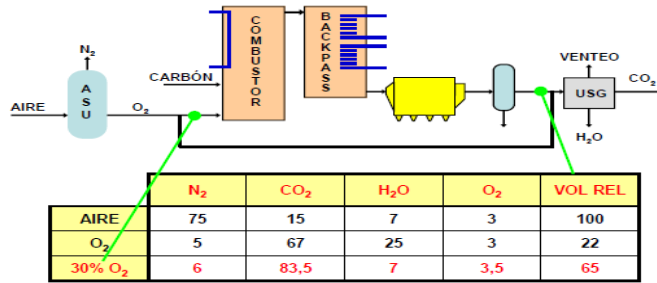 N₂
AIRE
ASU
O₂
CARBÓN
COMBUSTOR
BACKPASS
VENTEO
USG
CO₂
H₂O
N₂ CO₂ H₂O O₂ VOL REL
AIRE 75 15 7 3 100
O₂ 5 67 25 3 22
30% O₂ 6 83,5 7 3,5 65